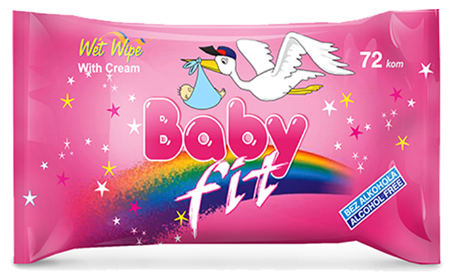 Wet Wipe
With Cream
72 kom
Baby
fit
BEZ ALKOHOLA
ALCOHOL FREE